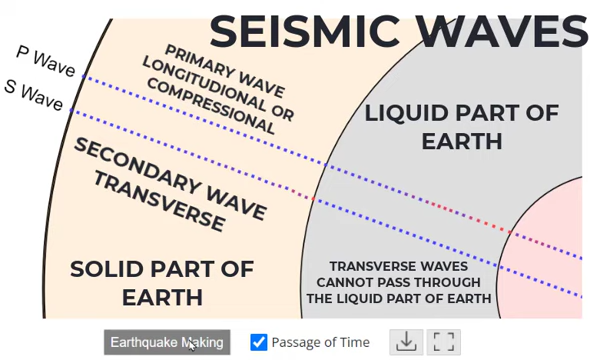 SEISMIC WAVES
P Wave
S Wave
PRIMARY WAVE
LONGITUDIONAL OR
COMPRESSIONAL
LIQUID PART OF
EARTH
SECONDARY WAVE
TRANSVERSE
SOLID PART OF
EARTH
TRANSVERSE WAVES
CANNOT PASS THROUGH
THE LIQUID PART OF EARTH
Earthquake Making
Passage of Time